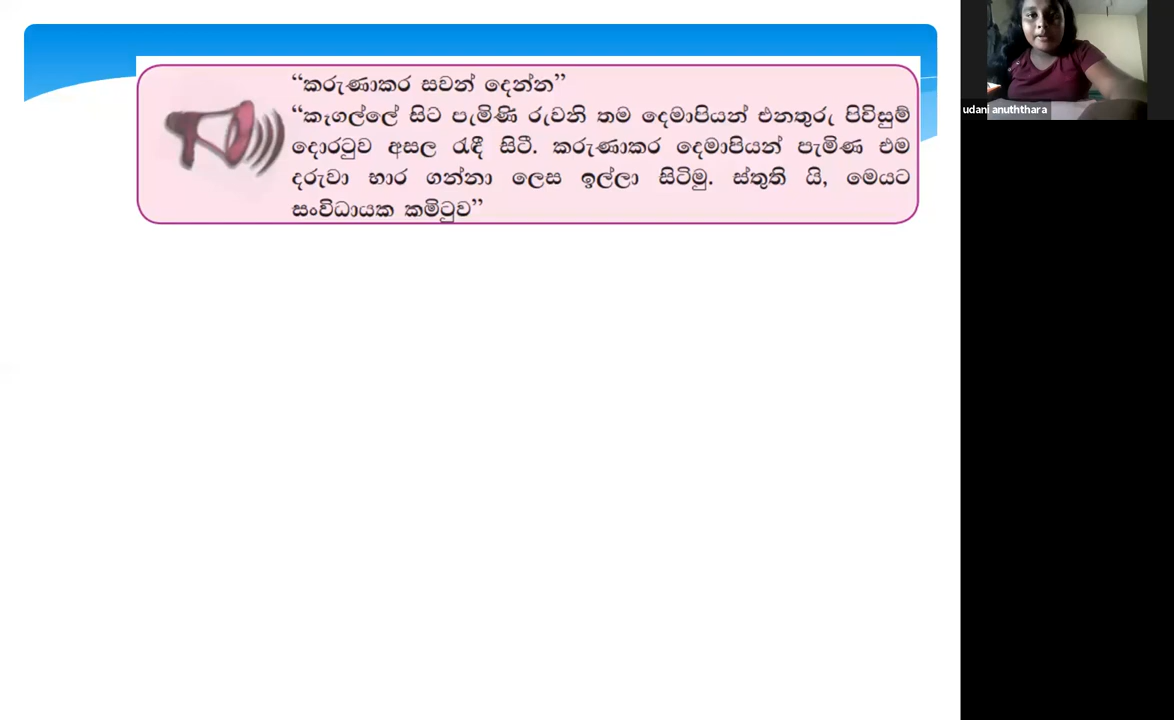 “කරුණාකර සවන් දෙන්න”
“කෑගල්ලේ සිට පැමිණි රුවනි තම දෙමාපියන් එනතුරු පිවිසුම්
දොරටුව අසල රැඳී සිටී. කරුණාකර දෙමාපියන් පැමිණ එම
දරුවා භාර ගන්නා ලෙස ඉල්ලා සිටිමු. ස්තුති යි, මෙයට
සංවිධායක කමිටුව”
udani anuththara